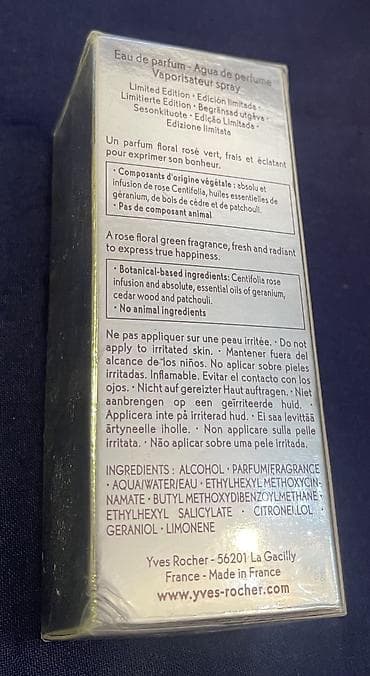 Eau de parfum - Agua de perfume
Vaporisateur spray
Limited Edition · Edición limitada ·
Limitierte Edition · Begränsad utgåva ·
Sesonkituote · Edição Limitada ·
Edizione limitata
Un parfum floral rosé vert, frais et éclatant
pour exprimer son bonheur.
· Composants d'origine végétale : absolu et
infusion de rose Centifolia, huiles essentielles de
géranium, de bois de cèdre et de patchouli.
· Pas de composant animal
A rose floral green fragrance, fresh and radiant
to express true happiness.
· Botanical-based ingredients: Centifolia rose
infusion and absolute, essential oils of geranium,
cedar wood and patchouli.
· No animal ingredients
Ne pas appliquer sur une peau irritée. · Do not
apply to irritated skin. · Mantener fuera del
alcance de los niños. No aplicar sobre pieles
irritadas. Inflamable. Evitar el contacto con los
ojos. · Nicht auf gereizter Haut auftragen. · Niet
aanbrengen op een geïrriteerde huid. ·
Applicera inte på irriterad hud. · Ei saa levittää
ärtyneelle iholle. · Non applicare sulla pelle
irritata. · Não aplicar sobre uma pele irritada.
INGREDIENTS : ALCOHOL · PARFUM/FRAGRANCE
· AQUA/WATER/EAU · ETHYLHEXYL METHOXYCIN-
NAMATE · BUTYL METHOXYDIBENZOYLMETHANE ·
ETHYLHEXYL SALICYLATE · CITRONELLOL ·
GERANIOL · LIMONENE
Yves Rocher - 56201 La Gacilly
France - Made in France
www.yves-rocher.com